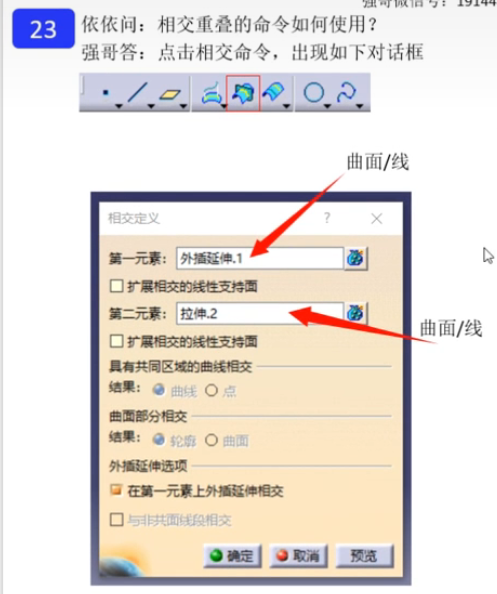 强哥微信号：19144
23
依依问：相交重叠的命令如何使用？
强哥答：点击相交命令，出现如下对话框
曲面/线
相交定义 ?
第一元素： 外插延伸.1
扩展相交的线性支持面
第二元素： 拉伸.2
曲面/线
扩展相交的线性支持面
具有共同区域的曲线相交
结果： 曲线 点
曲面部分相交
结果： 轮廓 曲面
外插延伸选项
在第一元素上外插延伸相交
与非共面线段相交
确定 取消 预览